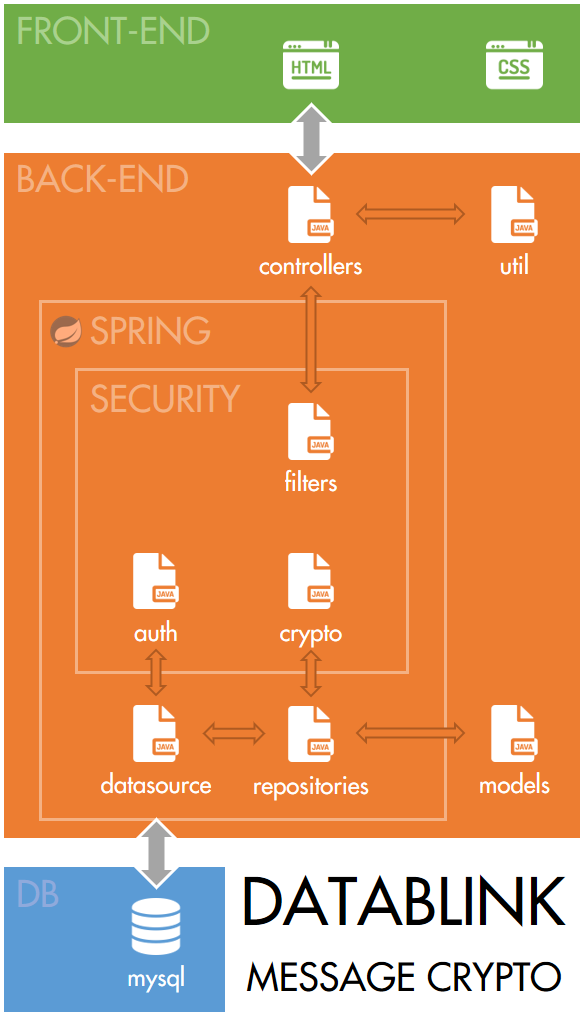 FRONT-END
HTML
CSS
BACK-END
JAVA
JAVA
controllers
util
SPRING
SECURITY
JAVA
filters
JAVA
JAVA
auth
crypto
JAVA
JAVA
JAVA
datasource
repositories
models
DB
mysql
DATABLINK
MESSAGE CRYPTO